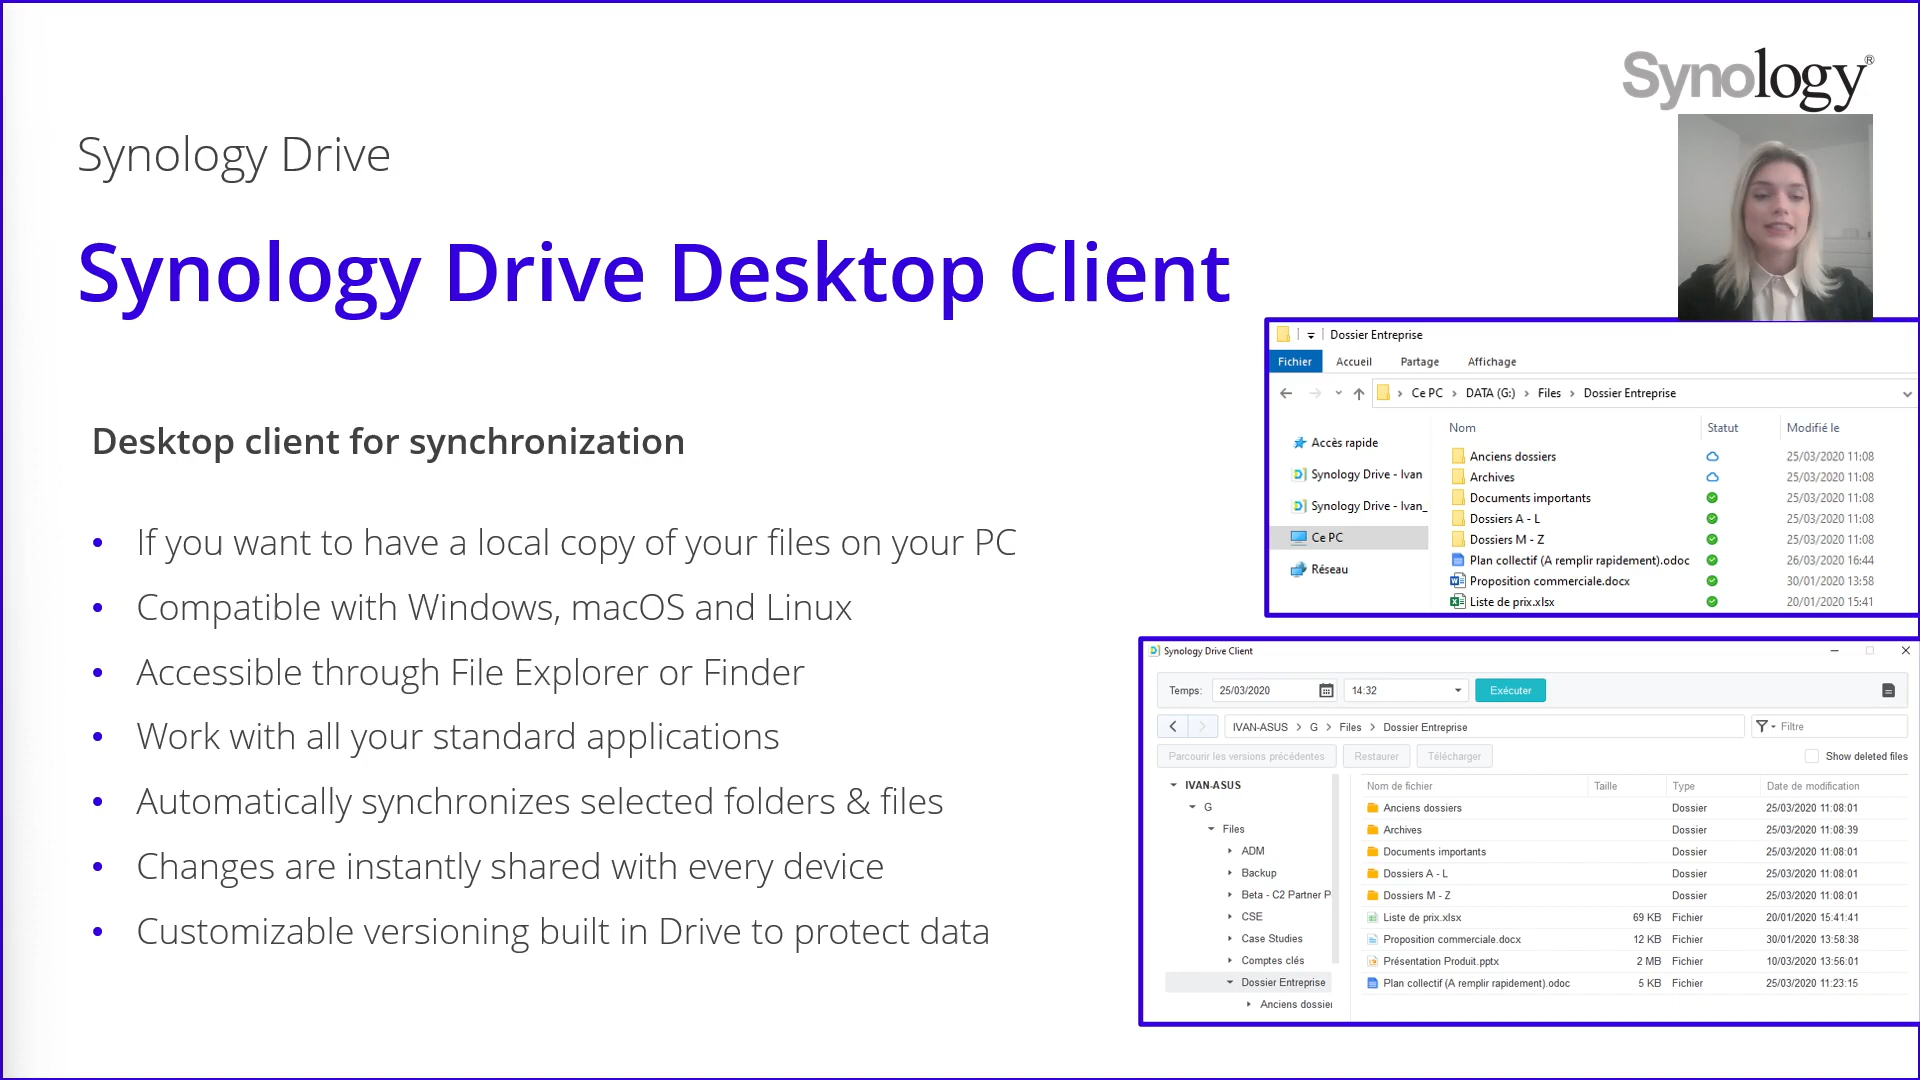 Synology®
Synology Drive
Synology Drive Desktop Client
Desktop client for synchronization
• If you want to have a local copy of your files on your PC
• Compatible with Windows, macOS and Linux
• Accessible through File Explorer or Finder
• Work with all your standard applications
• Automatically synchronizes selected folders & files
• Changes are instantly shared with every device
• Customizable versioning built in Drive to protect data
Dossier Entreprise
Fichier Accueil Partage Affichage
Ce PC > DATA (G:) > Files > Dossier Entreprise
Accès rapide
Synology Drive - Ivan
Synology Drive - Ivan_
Ce PC
Réseau
Nom Statut Modifié le
Anciens dossiers 25/03/2020 11:08
Archives 25/03/2020 11:08
Documents importants 25/03/2020 11:08
Dossiers A - L 25/03/2020 11:08
Dossiers M - Z 25/03/2020 11:08
Plan collectif (A remplir rapidement).odoc 26/03/2020 16:44
Proposition commerciale.docx 30/01/2020 13:58
Liste de prix.xlsx 20/01/2020 15:41
Synology Drive Client
Temps: 25/03/2020 14:32 Exécuter
IVAN-ASUS > G > Files > Dossier Entreprise Filtre
Parcourir les versions précédentes Restaurer Télécharger Show deleted files
IVAN-ASUS
G
Files
ADM
Backup
Beta - C2 Partner P
CSE
Case Studies
Comptes clés
Dossier Entreprise
Anciens dossier
Nom de fichier Taille Type Date de modification
Anciens dossiers Dossier 25/03/2020 11:08:01
Archives Dossier 25/03/2020 11:08:39
Documents importants Dossier 25/03/2020 11:08:01
Dossiers A - L Dossier 25/03/2020 11:08:01
Dossiers M - Z Dossier 25/03/2020 11:08:01
Liste de prix.xlsx 69 KB Fichier 20/01/2020 15:41:41
Proposition commerciale.docx 12 KB Fichier 30/01/2020 13:58:38
Présentation Produit.pptx 2 MB Fichier 10/03/2020 13:56:01
Plan collectif (A remplir rapidement).odoc 5 KB Fichier 25/03/2020 11:23:15